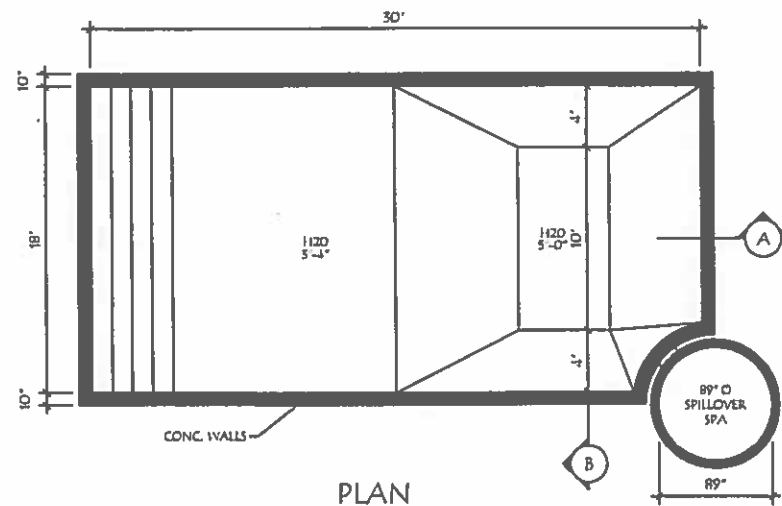 30'
10"
4'
18'
H2O
3'-4"
H2O
5'-0"
10'
A
4'
10"
89" O
SPILLOVER
SPA
CONC. WALLS
B
89"
PLAN